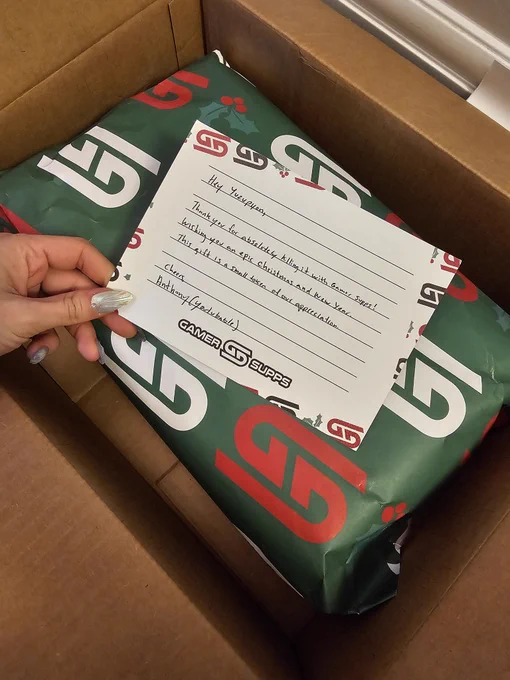 Hey
Thank you for absolutely killing it with Gamer Supps!
Wishing you an epic Christmas and New Year.
This gift is a small token of our appreciation
Cheers
Anthony
GAMER SUPPS